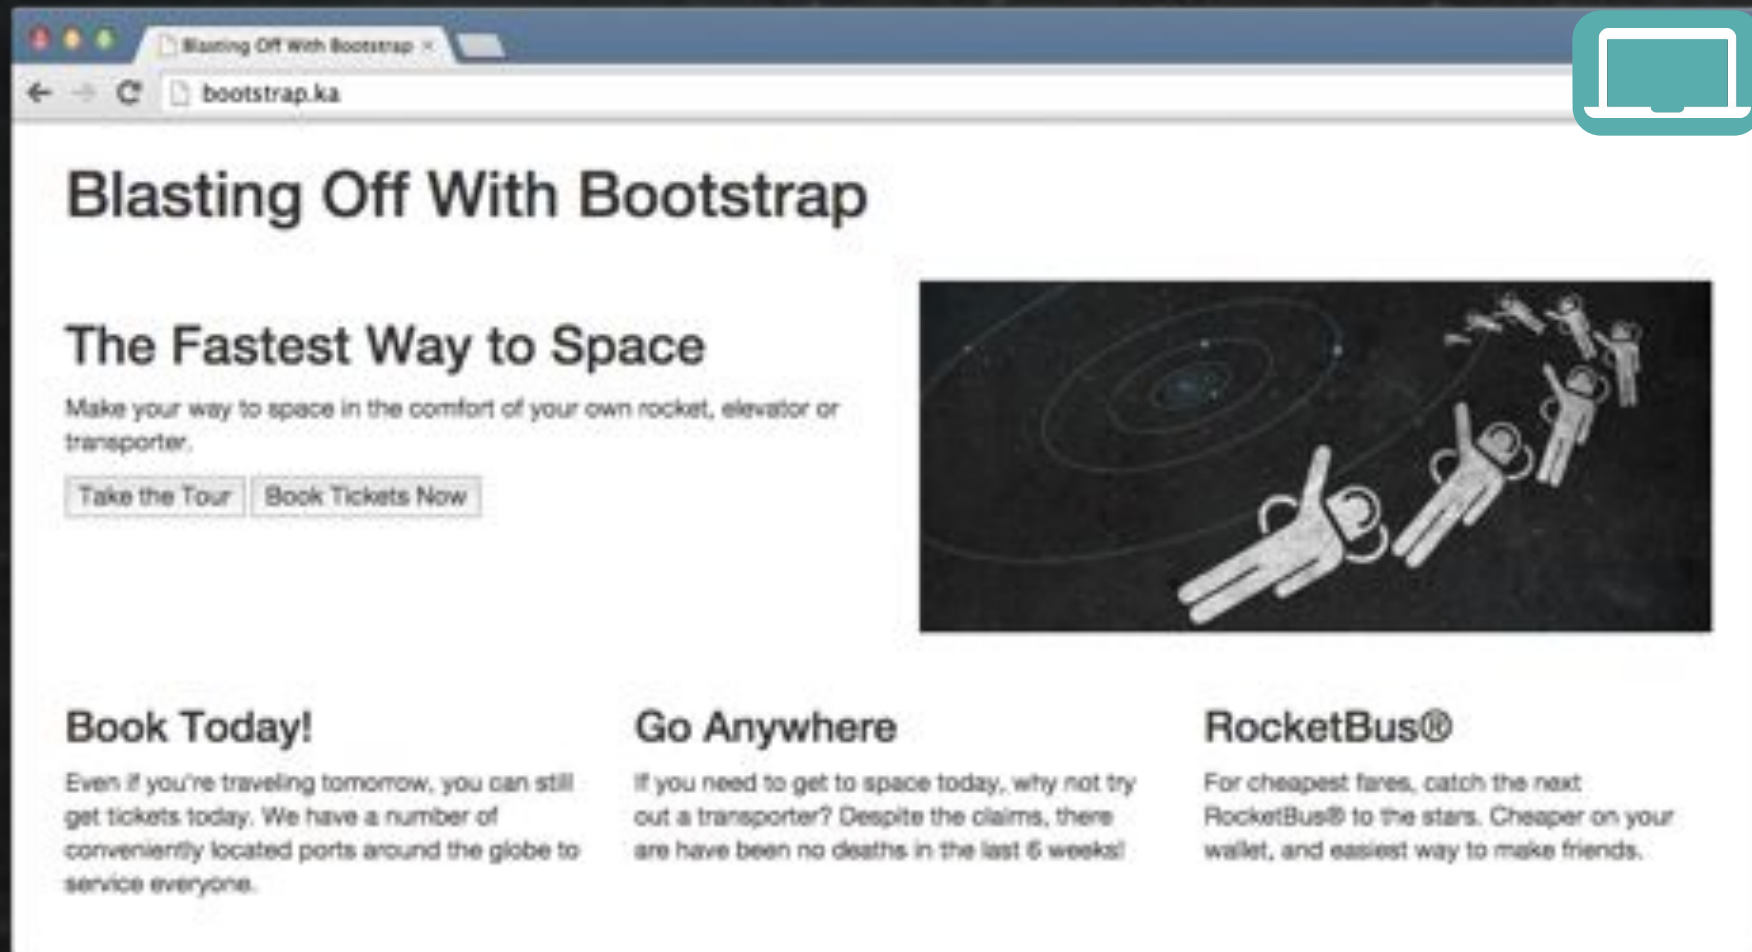 Blasting Off With Bootstrap
bootstrap.ka
Blasting Off With Bootstrap
The Fastest Way to Space
Make your way to space in the comfort of your own rocket, elevator or
transporter.
Take the Tour
Book Tickets Now
Book Today!
Even if you're traveling tomorrow, you can still
get tickets today. We have a number of
conveniently located ports around the globe to
service everyone.
Go Anywhere
If you need to get to space today, why not try
out a transporter? Despite the claims, there
are have been no deaths in the last 6 weeks!
RocketBus®
For cheapest fares, catch the next
RocketBus® to the stars. Cheaper on your
wallet, and easiest way to make friends.